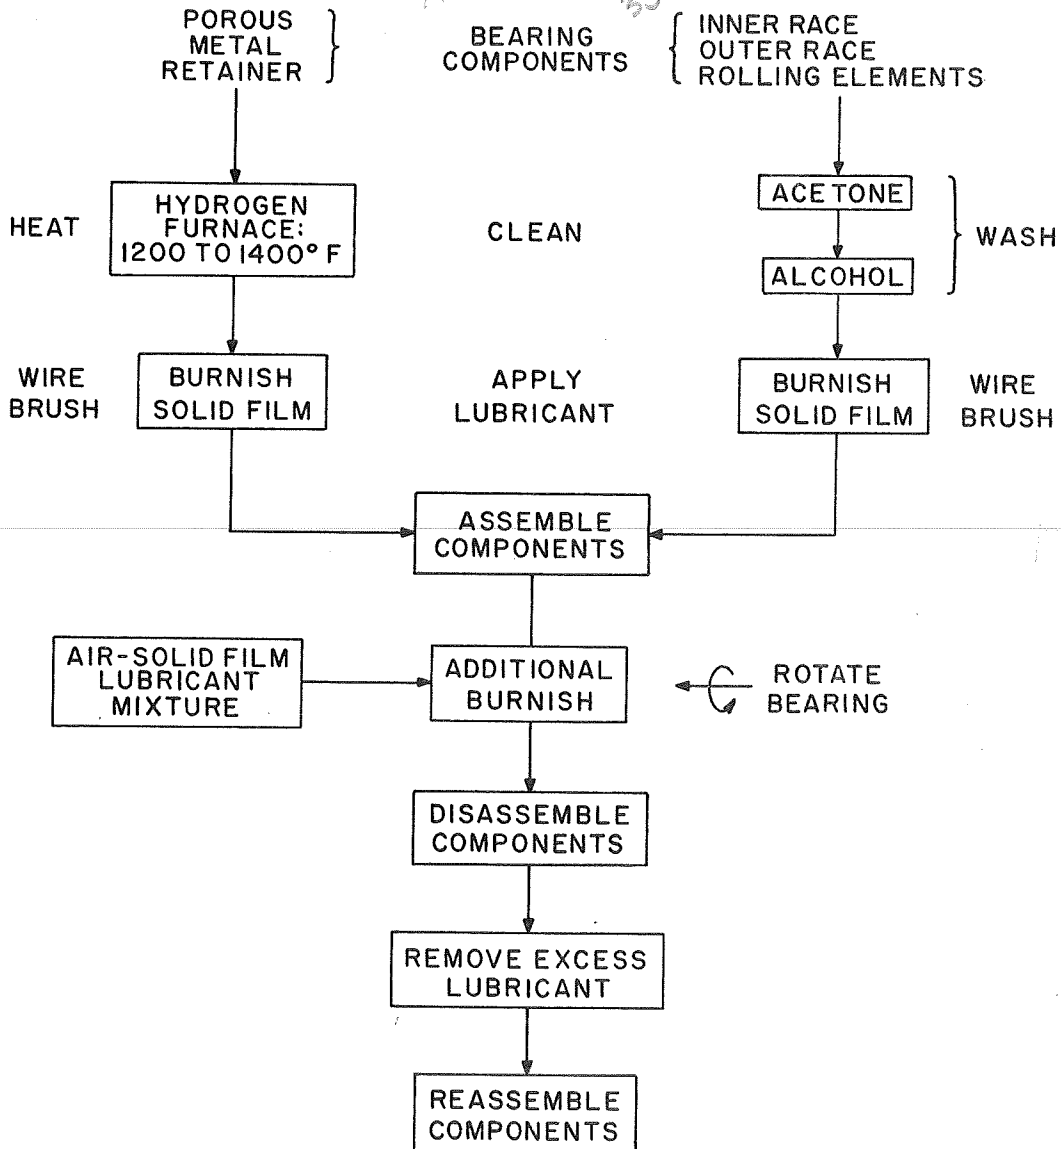 POROUS
METAL
RETAINER
BEARING
COMPONENTS
INNER RACE
OUTER RACE
ROLLING ELEMENTS
HEAT
HYDROGEN
FURNACE:
1200 TO 1400° F
CLEAN
ACETONE
ALCOHOL
WASH
WIRE
BRUSH
BURNISH
SOLID FILM
APPLY
LUBRICANT
BURNISH
SOLID FILM
WIRE
BRUSH
ASSEMBLE
COMPONENTS
AIR-SOLID FILM
LUBRICANT
MIXTURE
ADDITIONAL
BURNISH
ROTATE
BEARING
DISASSEMBLE
COMPONENTS
REMOVE EXCESS
LUBRICANT
REASSEMBLE
COMPONENTS